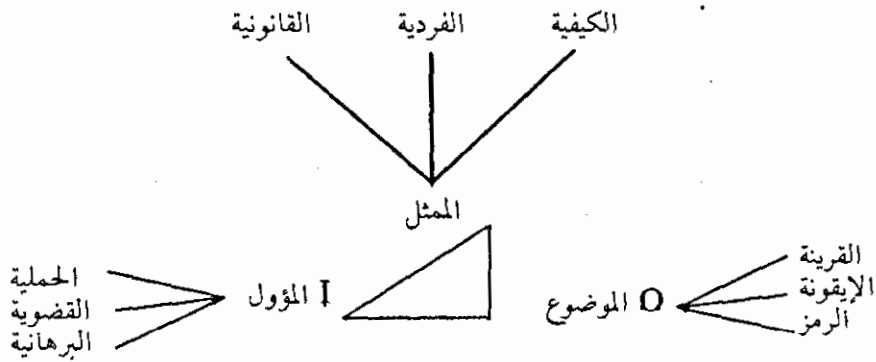 الكيفية الفردية القانونية
الممثل
القرينة
الإيقونة
الرمز
O الموضوع
I المؤول
الحملية
القضوية
البرهانية